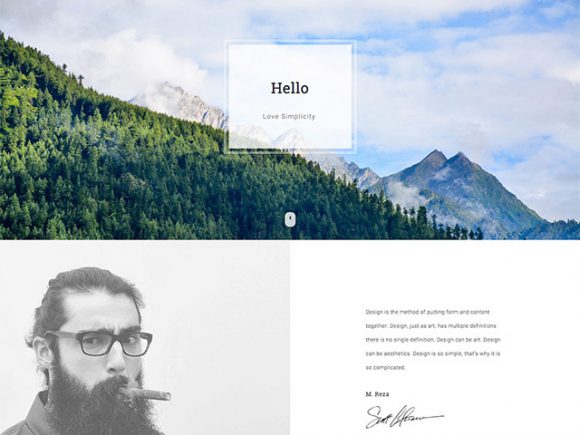 Hello
Love Simplicity
Design is the method of putting form and content
together. Design, just as art, has multiple definitions
there is no single definition. Design can be art. Design
can be aesthetics. Design is so simple, that's why it is
so complicated.
M. Reza